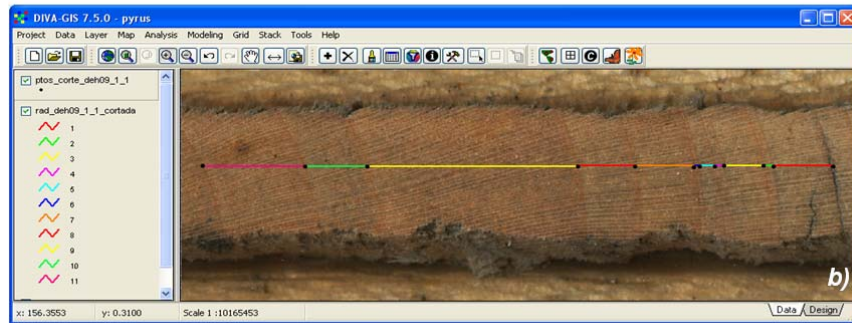 DIVA-GIS 7.5.0 - pyrus
Project Data Layer Map Analysis Modeling Grid Stack Tools Help
ptos_corte_deh09_1_1
rad_deh09_1_1_cortada
1
2
3
4
5
6
7
8
9
10
11
b)
x: 156.3553 y: 0.3100 Scale 1 :10165453
Data Design